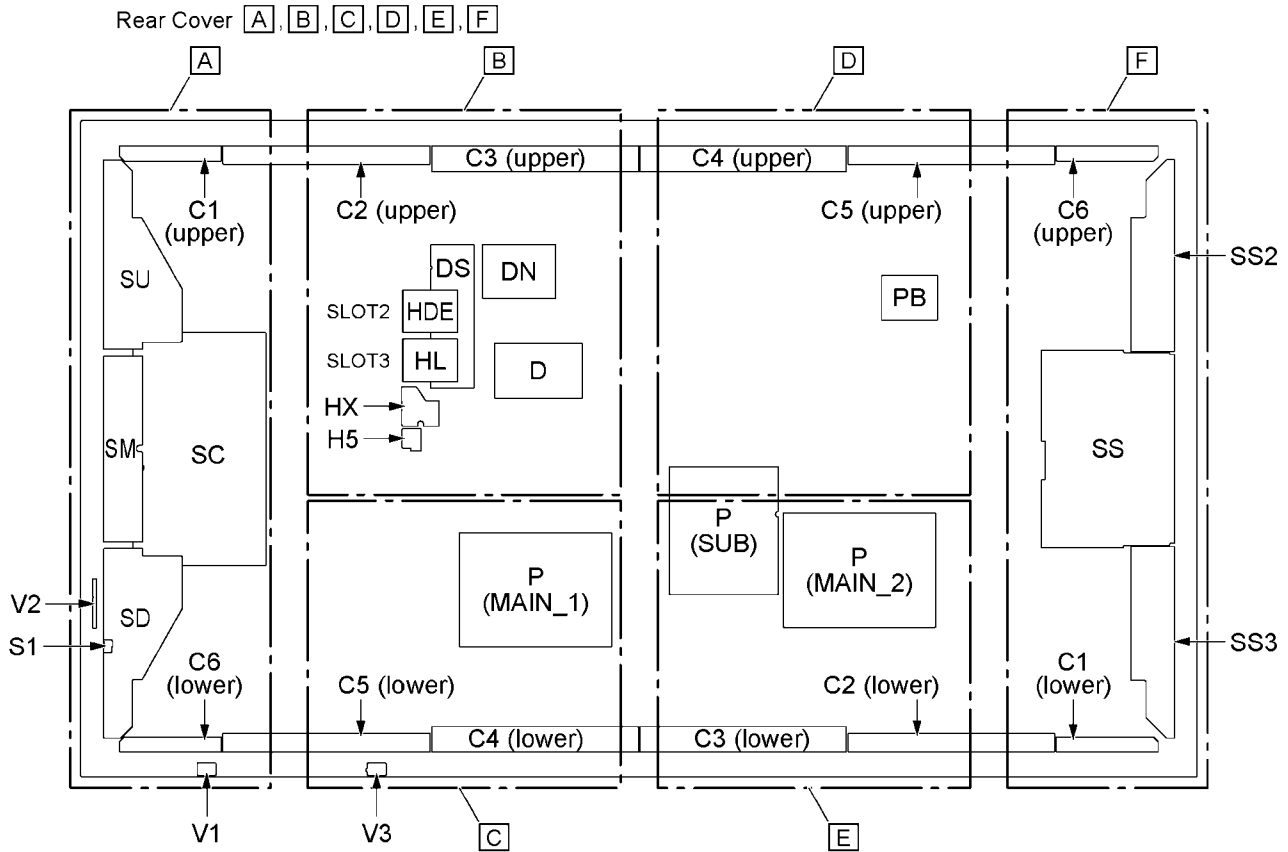 Rear Cover A, B, C, D, E, F
A
B
D
F
C3 (upper)
C4 (upper)
C1
(upper)
C2 (upper)
C5 (upper)
C6
(upper)
SU
DS
DN
SS2
PB
SLOT2
HDE
SLOT3
HL
D
HX
H5
SM
SC
SS
P
(SUB)
P
(MAIN_1)
P
(MAIN_2)
V2
SD
S1
SS3
C6
(lower)
C5 (lower)
C2 (lower)
C1
(lower)
C4 (lower)
C3 (lower)
V1
V3
C
E